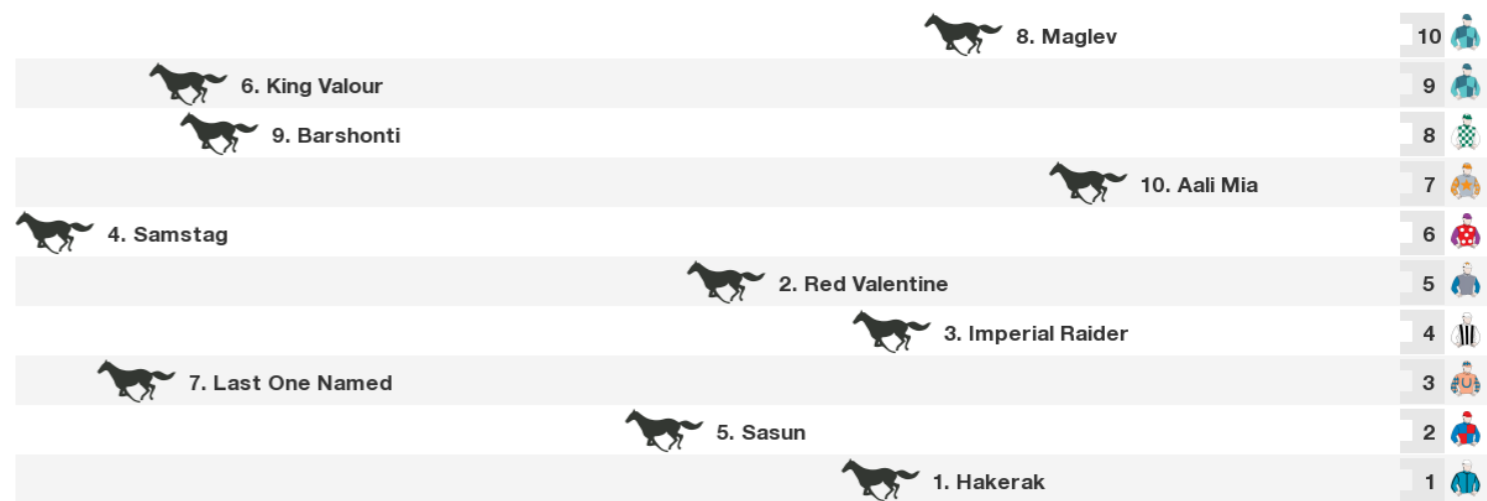 8. Maglev 10
6. King Valour 9
9. Barshonti 8
10. Aali Mia 7
4. Samstag 6
2. Red Valentine 5
3. Imperial Raider 4
7. Last One Named 3
5. Sasun 2
1. Hakerak 1